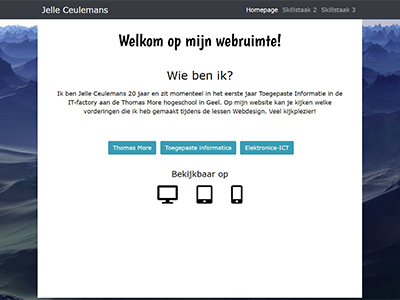 Jelle Ceulemans
Homepage Skillstaak 2 Skillstaak 3
Welkom op mijn webruimte!
Wie ben ik?
Ik ben Jelle Ceulemans 20 jaar en zit momenteel in het eerste jaar Toegepaste Informatie in de
IT-factory aan de Thomas More hogeschool in Geel. Op mijn website kan je kijken welke
vorderingen die ik heb gemaakt tijdens de lessen Webdesign. Veel kijkplezier!
Thomas More
Toegepaste informatica
Elektronica-ICT
Bekijkbaar op